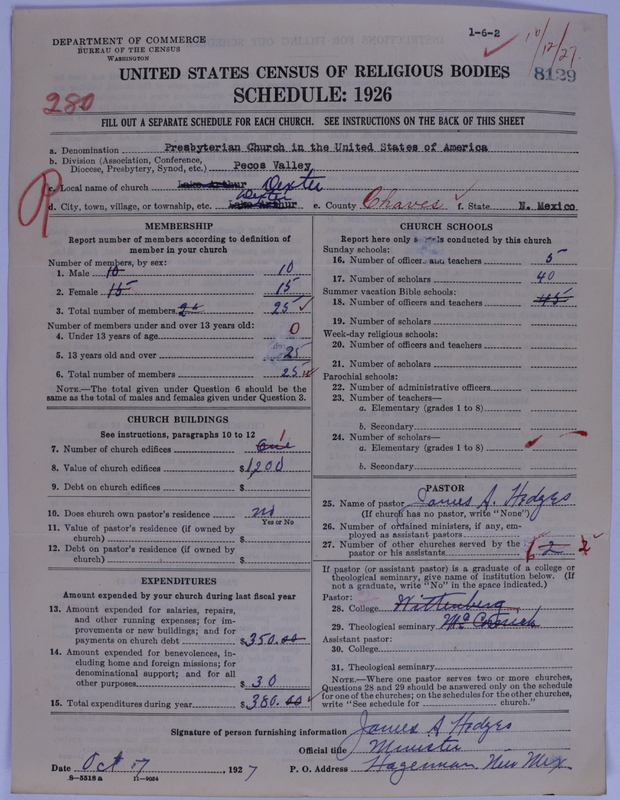 DEPARTMENT OF COMMERCE
BUREAU OF THE CENSUS
WASHINGTON
1-6-2
10/12/27.
8129
UNITED STATES CENSUS OF RELIGIOUS BODIES
SCHEDULE: 1926
280
FILL OUT A SEPARATE SCHEDULE FOR EACH CHURCH. SEE INSTRUCTIONS ON THE BACK OF THIS SHEET
a. Denomination Presbyterian Church in the United States of America
b. Division (Association, Conference, Diocese, Presbytery, Synod, etc.) Pecos Valley
c. Local name of church Lake Arthur Dexter
d. City, town, village, or township, etc. Lake Arthur Dexter e. County Chaves f. State N. Mexico
MEMBERSHIP
Report number of members according to definition of
member in your church
Number of members, by sex:
1. Male 10 10
2. Female 15 15
3. Total number of members 25
Number of members under and over 13 years old:
4. Under 13 years of age 0
5. 13 years old and over 25
6. Total number of members 25
NOTE.—The total given under Question 6 should be the
same as the total of males and females given under Question 3.
CHURCH BUILDINGS
See instructions, paragraphs 10 to 12
7. Number of church edifices One 1
8. Value of church edifices $1200
9. Debt on church edifices $
10. Does church own pastor's residence no
Yes or No
11. Value of pastor's residence (if owned by
church) $
12. Debt on pastor's residence (if owned by
church) $
EXPENDITURES
Amount expended by your church during last fiscal year
13. Amount expended for salaries, repairs,
and other running expenses; for im-
provements or new buildings; and for
payments on church debt $350.00
14. Amount expended for benevolences, in-
cluding home and foreign missions; for
denominational support; and for all
other purposes $30
15. Total expenditures during year $380.00
CHURCH SCHOOLS
Report here only schools conducted by this church
Sunday schools:
16. Number of officers and teachers 5
17. Number of scholars 40
Summer vacation Bible schools:
18. Number of officers and teachers 45
19. Number of scholars
Week-day religious schools:
20. Number of officers and teachers
21. Number of scholars
Parochial schools:
22. Number of administrative officers
23. Number of teachers—
a. Elementary (grades 1 to 8)
b. Secondary
24. Number of scholars—
a. Elementary (grades 1 to 8)
b. Secondary
PASTOR
25. Name of pastor James A. Hodges
(If church has no pastor, write "None")
26. Number of ordained ministers, if any, em-
ployed as assistant pastors
27. Number of other churches served by the
pastor or his assistants 2 2
If pastor (or assistant pastor) is a graduate of a college or
theological seminary, give name of institution below. (If
not a graduate, write "No" in the space indicated.)
Pastor:
28. College Wittenberg
29. Theological seminary
Assistant pastor:
30. College
31. Theological seminary
NOTE.—Where one pastor serves two or more churches,
Questions 28 and 29 should be answered only on the schedule
for one of the churches; on the schedules for the other churches,
write "See schedule for ________ church."
Signature of person furnishing information James A Hodges
Official title Minister
Date Oct 17, 1927 P. O. Address Hagerman New Mex
8-5518a 11-9084